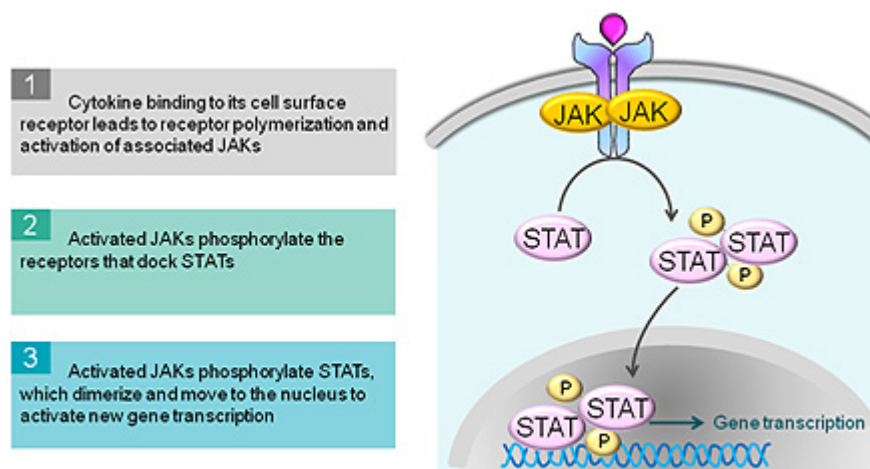 1
Cytokine binding to its cell surface
receptor leads to receptor polymerization and
activation of associated JAKs
2
Activated JAKs phosphorylate the
receptors that dock STATs
3
Activated JAKs phosphorylate STATs,
which dimerize and move to the nucleus to
activate new gene transcription
JAK JAK
STAT
P
STAT
STAT
P
P
STAT
STAT
P
Gene transcription